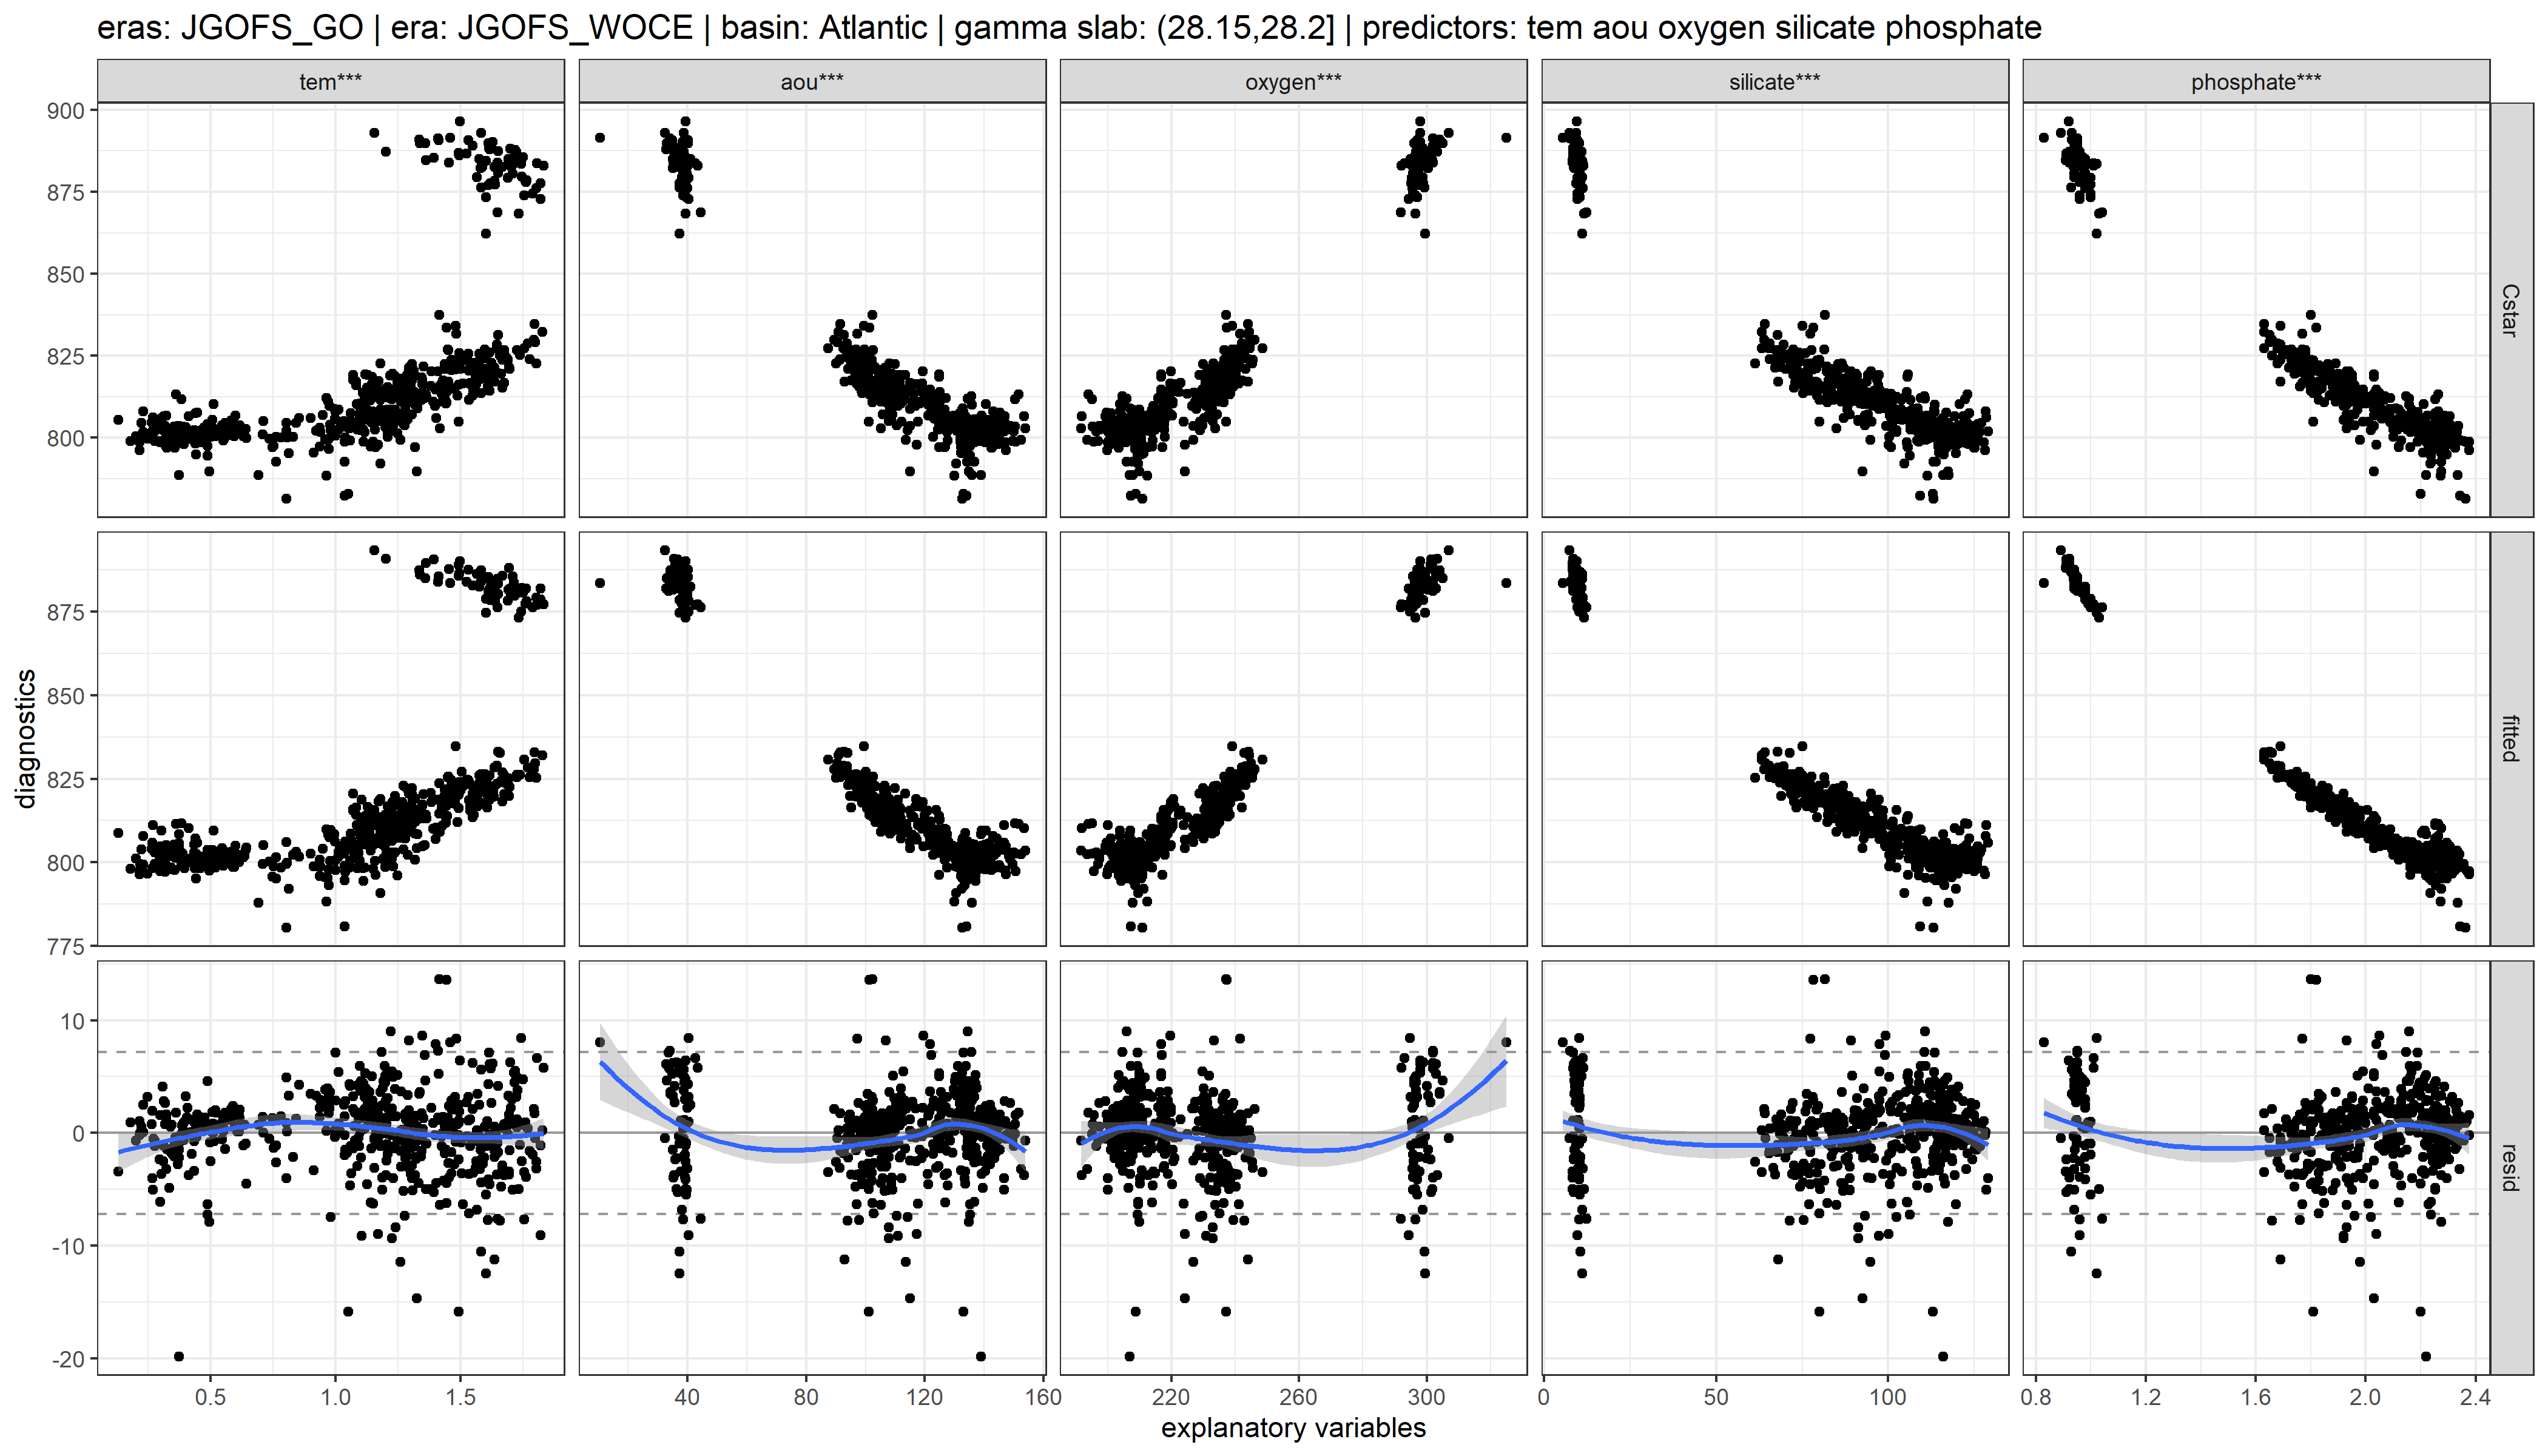 eras: JGOFS_GO | era: JGOFS_WOCE | basin: Atlantic | gamma slab: (28.15,28.2] | predictors: tem aou oxygen silicate phosphate
tem*** aou*** oxygen*** silicate*** phosphate***
900
875
850
825
800
Cstar
875
850
825
800
775
fitted
diagnostics
10
0
-10
-20
resid
0.5 1.0 1.5 40 80 120 160 220 260 300 0 50 100 0.8 1.2 1.6 2.0 2.4
explanatory variables